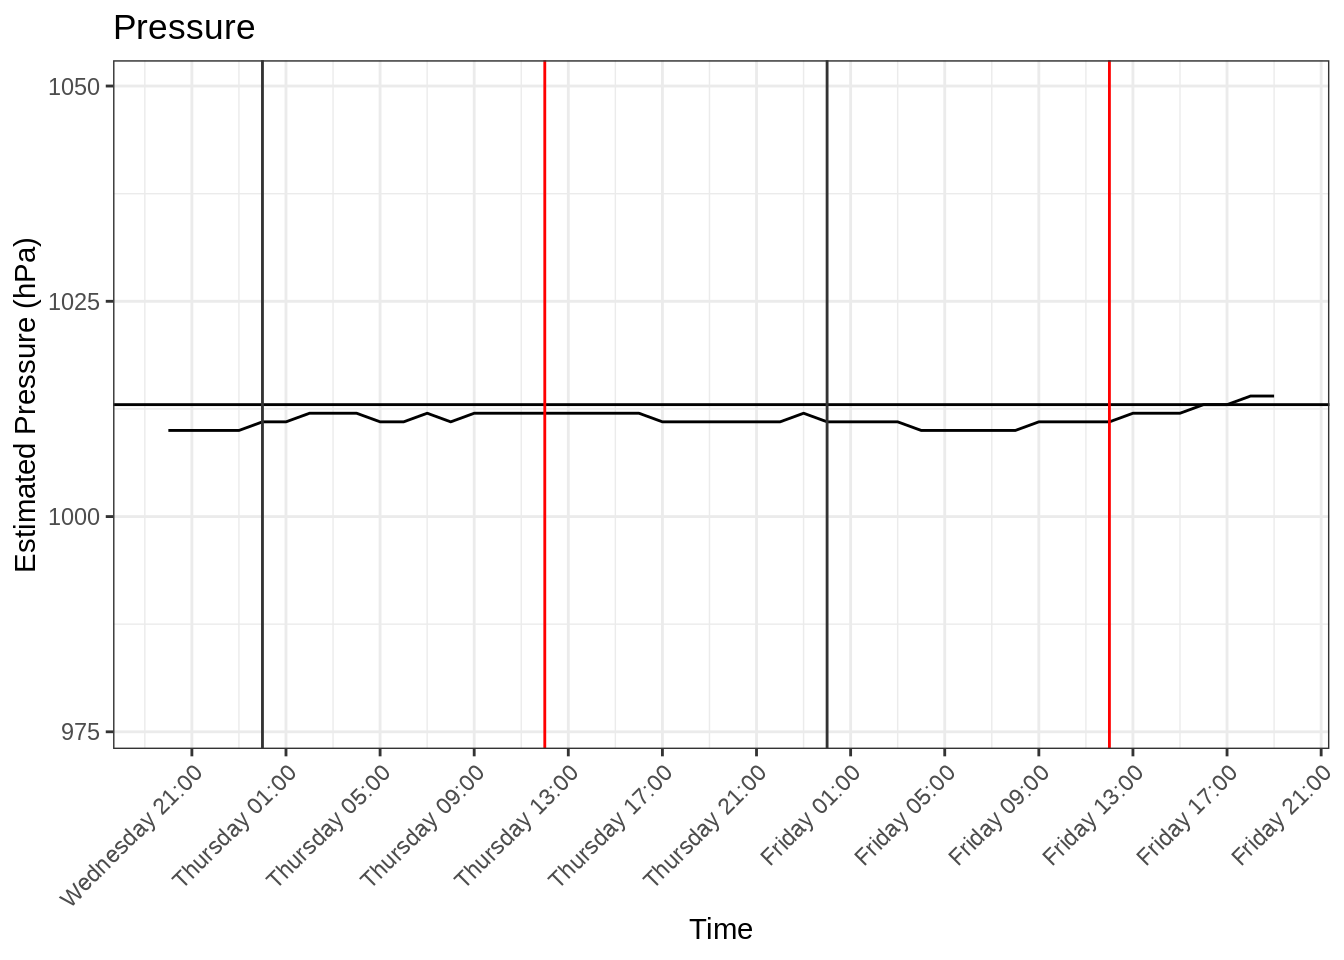 Pressure
Estimated Pressure (hPa)
1050
1025
1000
975
Wednesday 21:00
Thursday 01:00
Thursday 05:00
Thursday 09:00
Thursday 13:00
Thursday 17:00
Thursday 21:00
Friday 01:00
Friday 05:00
Friday 09:00
Friday 13:00
Friday 17:00
Friday 21:00
Time